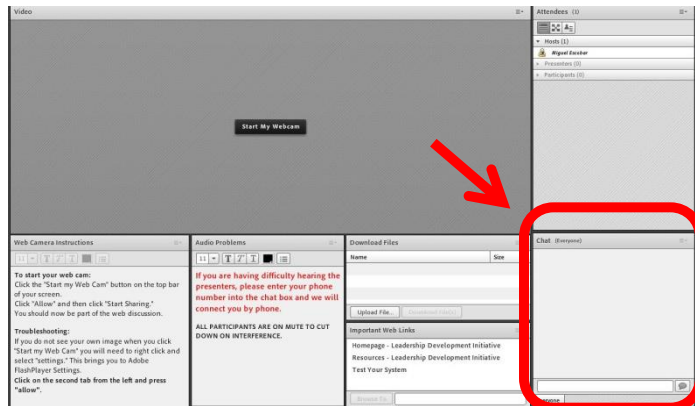 Video
Start My Webcam
Attendees (1)
Hosts (1)
Miguel Escobar
Presenters (0)
Participants (0)
Web Camera Instructions
11 T T T
To start your web cam:
Click the "Start my Web Cam" button on the top bar
of your screen.
Click "Allow" and then click "Start Sharing."
You should now be part of the web discussion.
Troubleshooting:
If you do not see your own image when you click
"Start my Web Cam" you will need to right click and
select "settings." This brings you to Adobe
FlashPlayer Settings.
Click on the second tab from the left and press
"allow".
Audio Problems
11 T T T
If you are having difficulty hearing the
presenters, please enter your phone
number into the chat box and we will
connect you by phone.
ALL PARTICIPANTS ARE ON MUTE TO CUT
DOWN ON INTERFERENCE.
Download Files
Name Size
Upload File... Download File(s)
Important Web Links
Homepage - Leadership Development Initiative
Resources - Leadership Development Initiative
Test Your System
Browse To
Chat (Everyone)